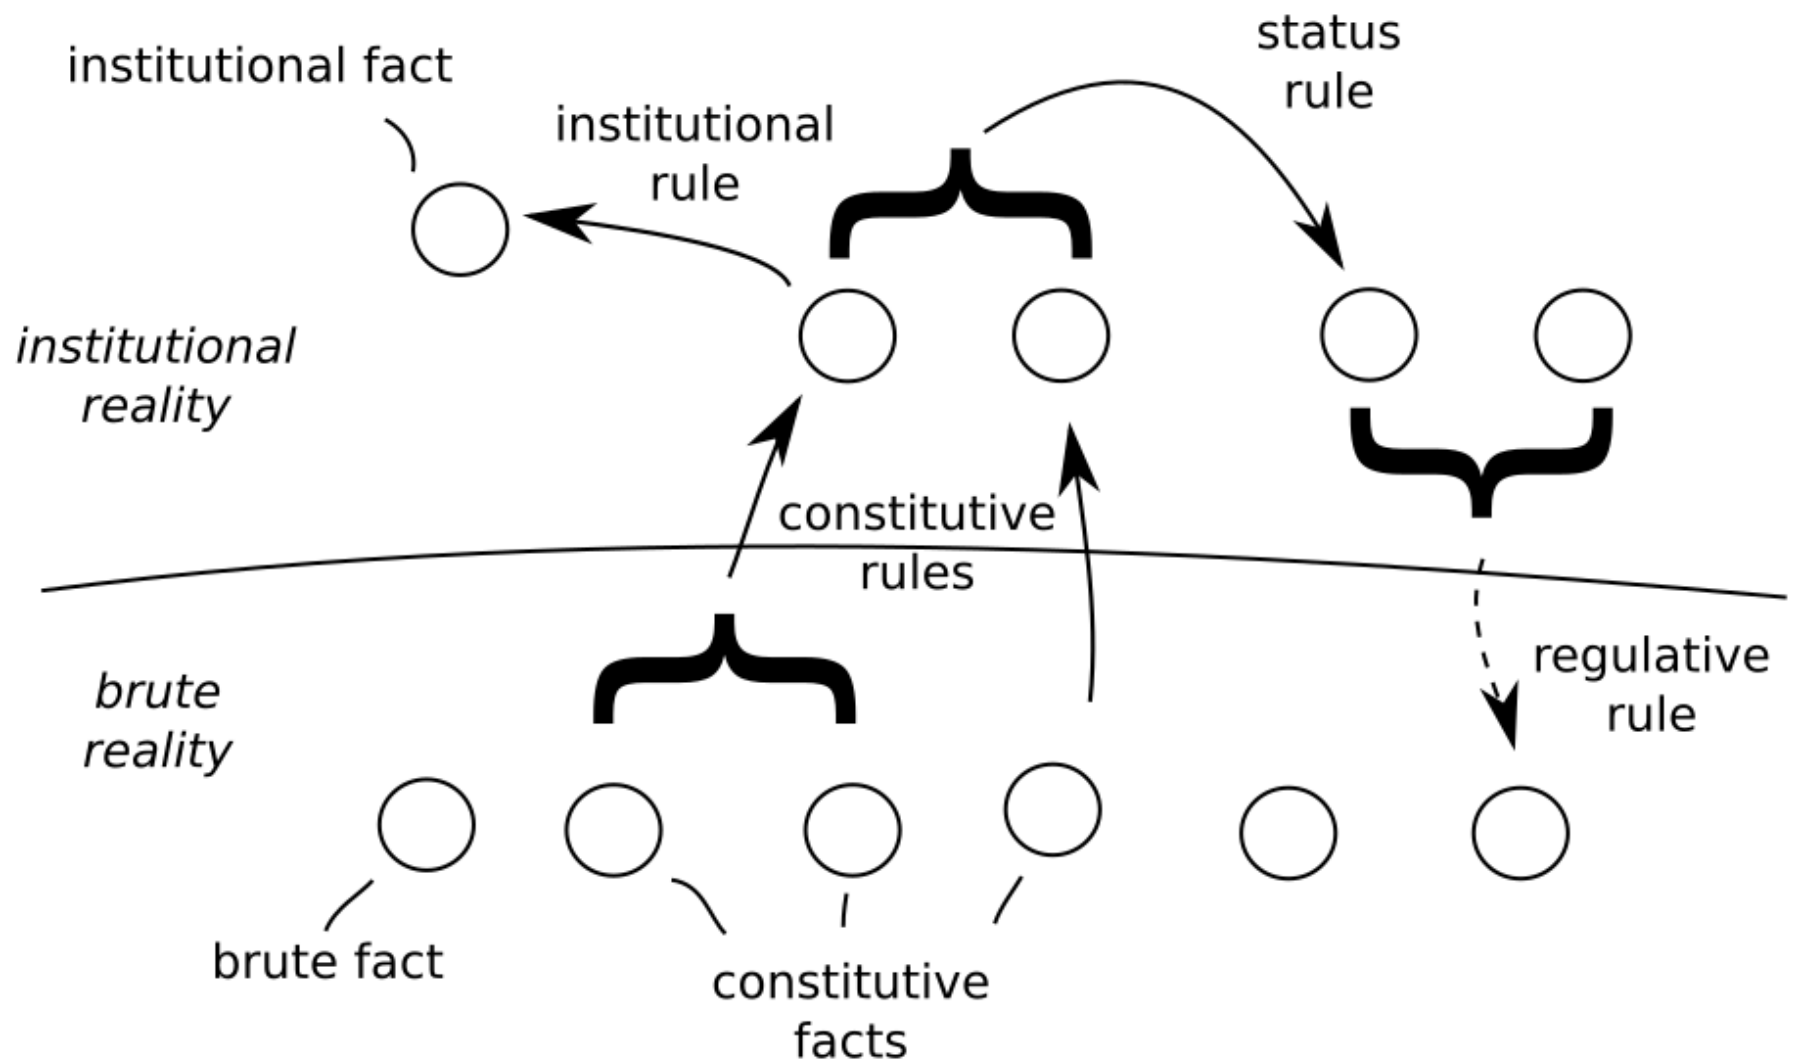 status
rule
institutional fact
institutional
rule
institutional
reality
constitutive
rules
brute
reality
regulative
rule
brute fact
constitutive
facts